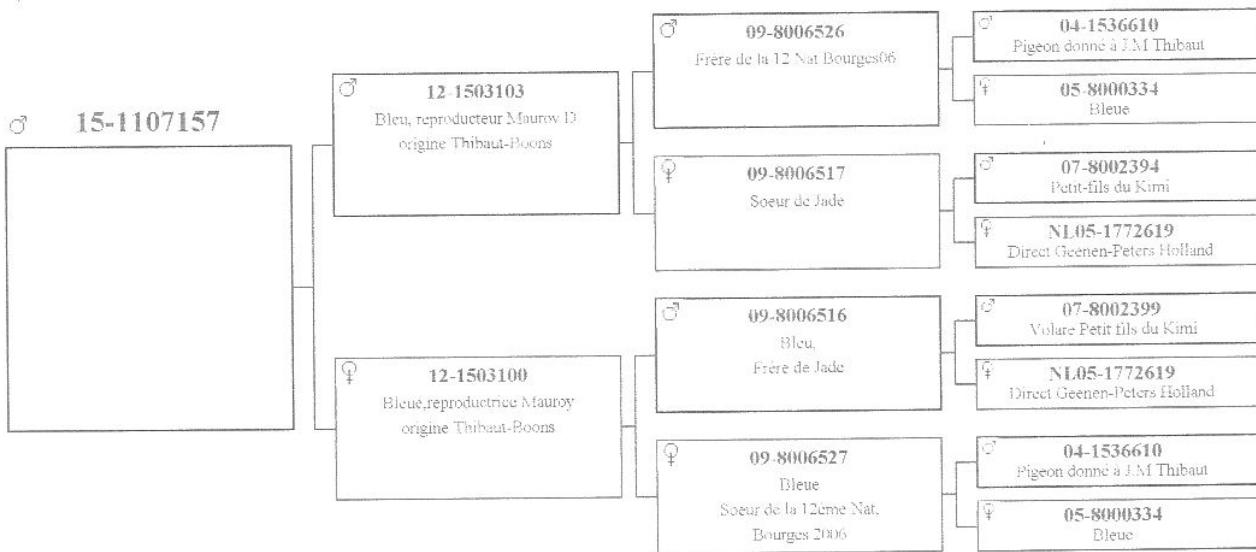 15-1107157
12-1503103
Bleu, reproducteur Mauroy D
origine Thibaut-Boons
12-1503100
Bleue,reproductrice Mauroy
origine Thibaut-Boons
09-8006526
Frère de la 12 Nat Bourges06
09-8006517
Soeur de Jade
09-8006516
Bleu,
Frère de Jade
09-8006527
Bleue
Soeur de la 12ème Nat,
Bourges 2006
04-1536610
Pigeon donné à J.M Thibaut
05-8000334
Bleue
07-8002394
Petit-fils du Kimi
NL05-1772619
Direct Geenen-Peters Holland
07-8002399
Volare Petit fils du Kimi
NL05-1772619
Direct Geenen-Peters Holland
04-1536610
Pigeon donné à J.M Thibaut
05-8000334
Bleue